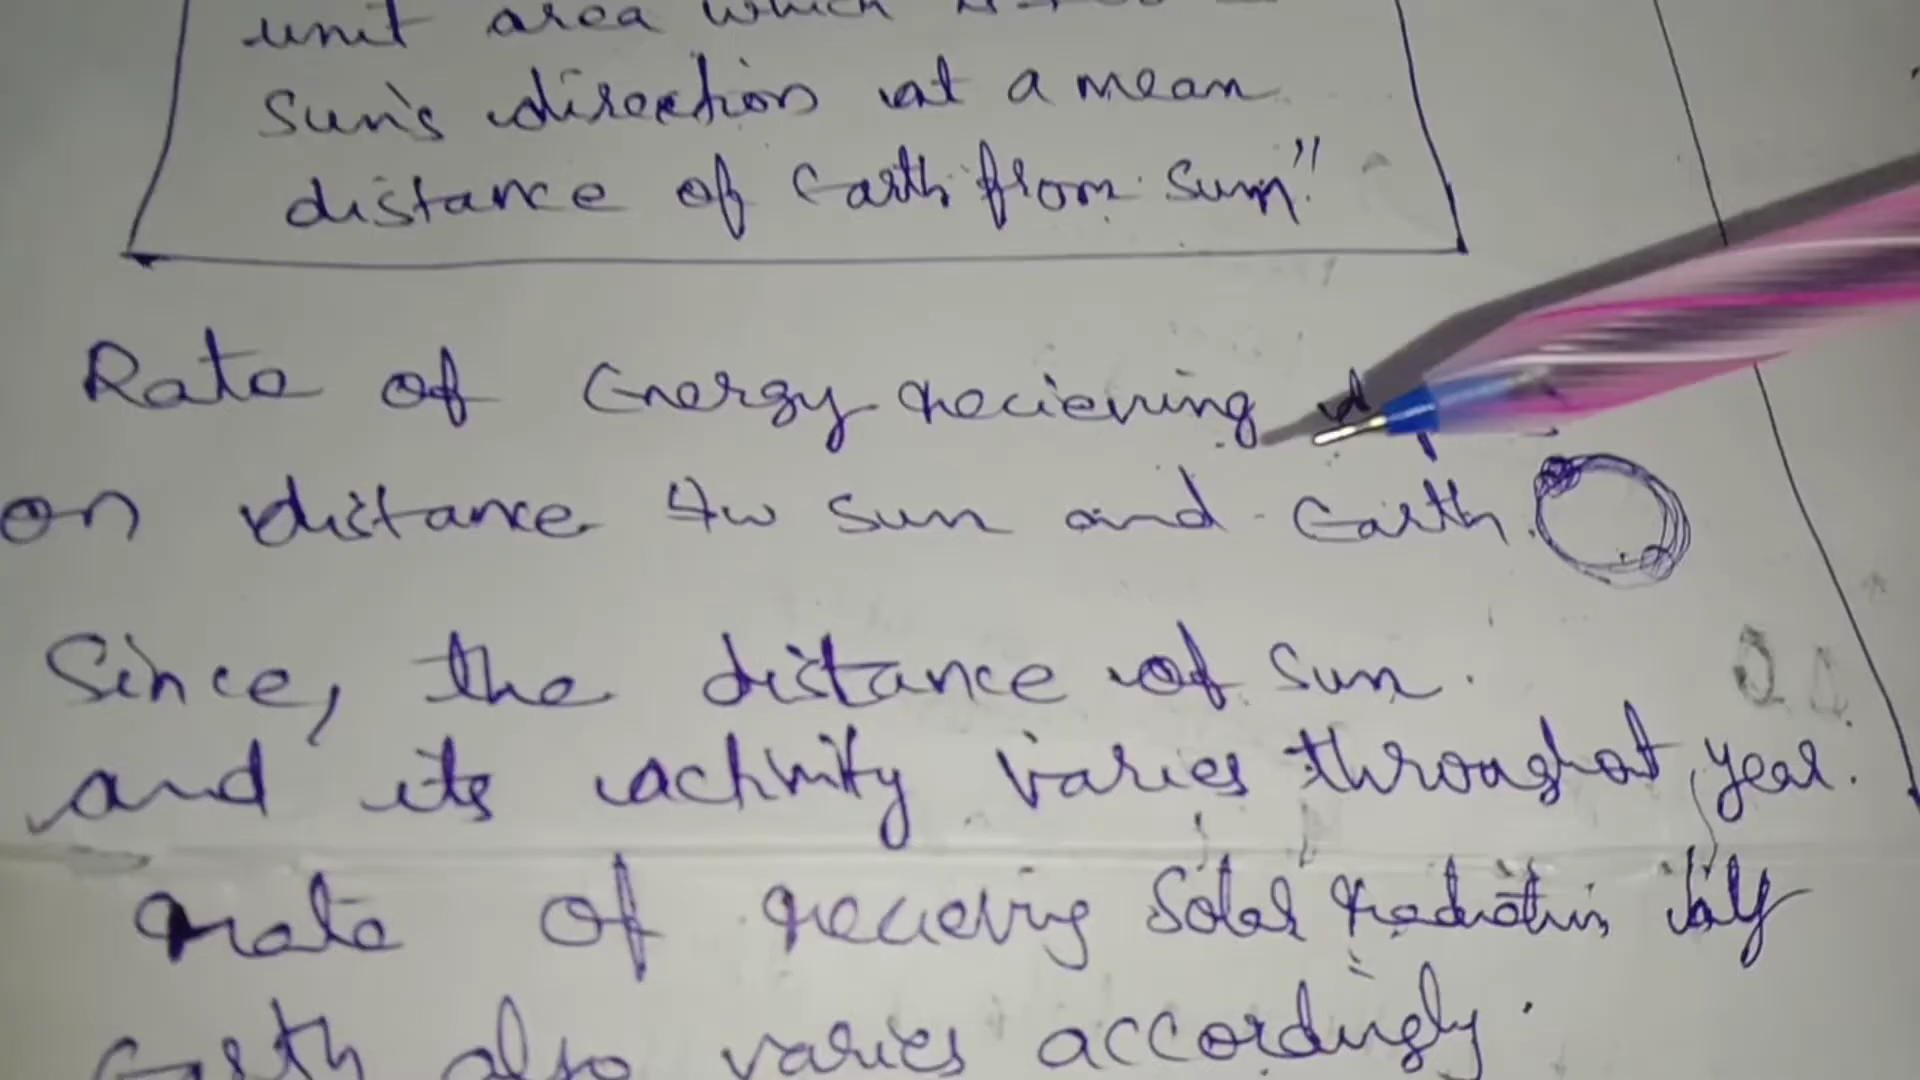 unit area which
Sun's direction at a mean
distance of Earth from Sun"
Rate of Energy recieving
on distance b/w sun and Earth.
Since, the distance of sun.
and its activity varies throughot year.
rate of recieving Solar radiation by
Earth also varies accordingly.